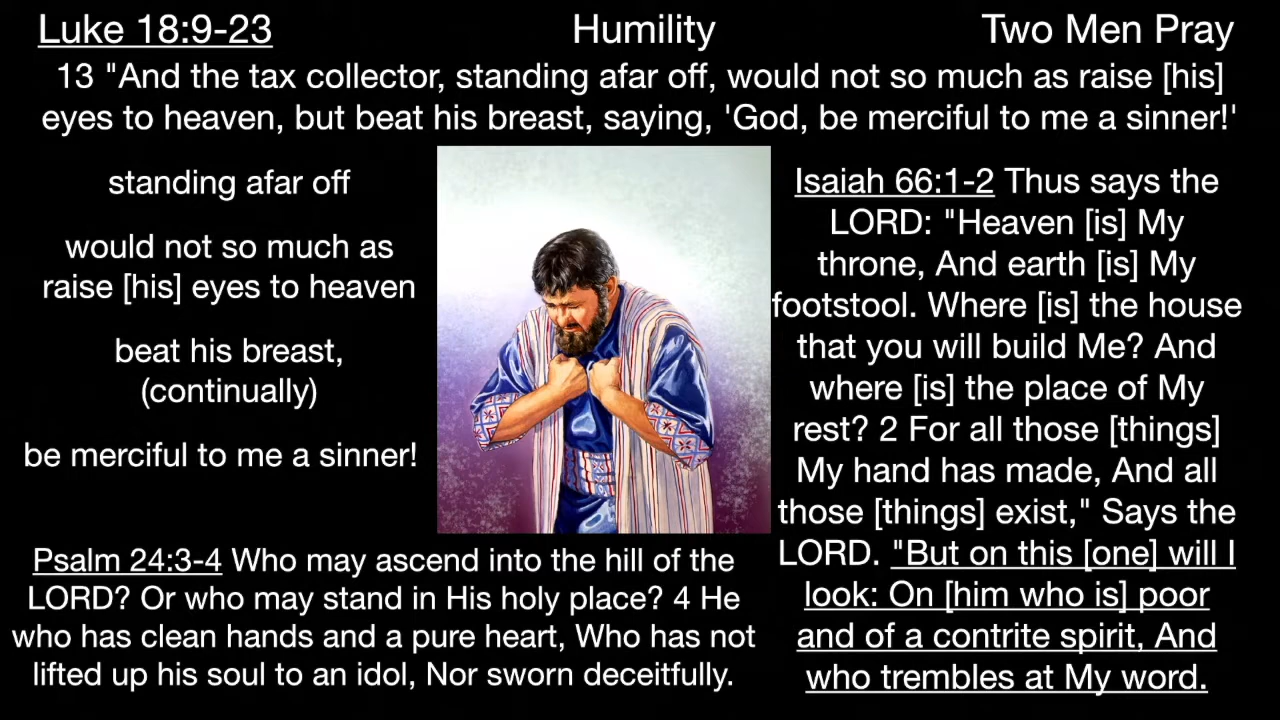 Luke 18:9-23 Humility Two Men Pray
13 "And the tax collector, standing afar off, would not so much as raise [his]
eyes to heaven, but beat his breast, saying, 'God, be merciful to me a sinner!'
standing afar off
would not so much as
raise [his] eyes to heaven
beat his breast,
(continually)
be merciful to me a sinner!
Isaiah 66:1-2 Thus says the
LORD: "Heaven [is] My
throne, And earth [is] My
footstool. Where [is] the house
that you will build Me? And
where [is] the place of My
rest? 2 For all those [things]
My hand has made, And all
those [things] exist," Says the
LORD. "But on this [one] will I
look: On [him who is] poor
and of a contrite spirit, And
who trembles at My word.
Psalm 24:3-4 Who may ascend into the hill of the
LORD? Or who may stand in His holy place? 4 He
who has clean hands and a pure heart, Who has not
lifted up his soul to an idol, Nor sworn deceitfully.